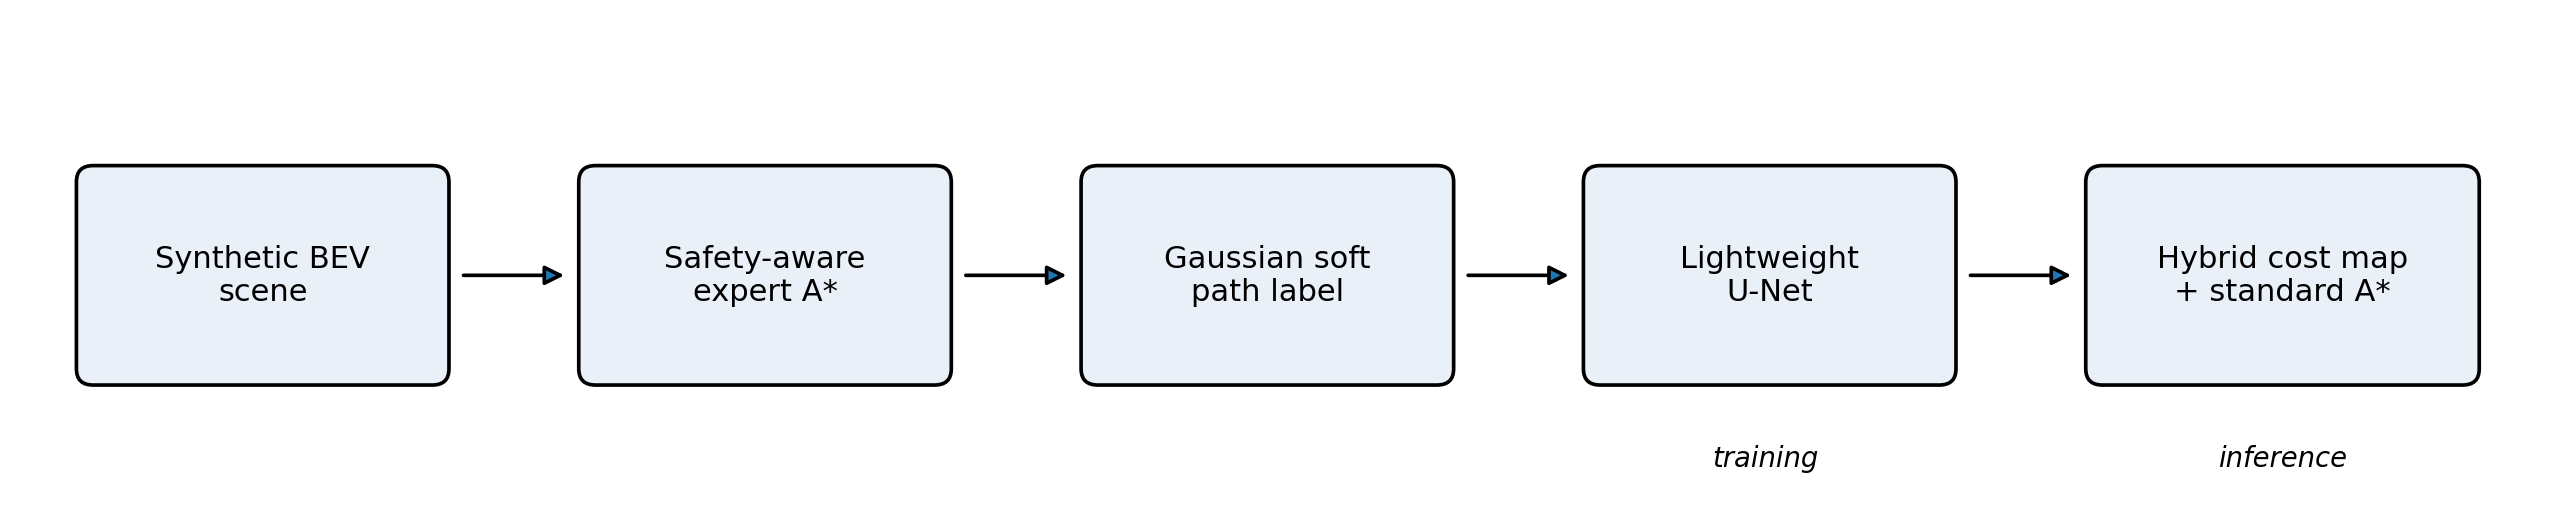 Synthetic BEV
scene
Safety-aware
expert A*
Gaussian soft
path label
Lightweight
U-Net
Hybrid cost map
+ standard A*
training
inference